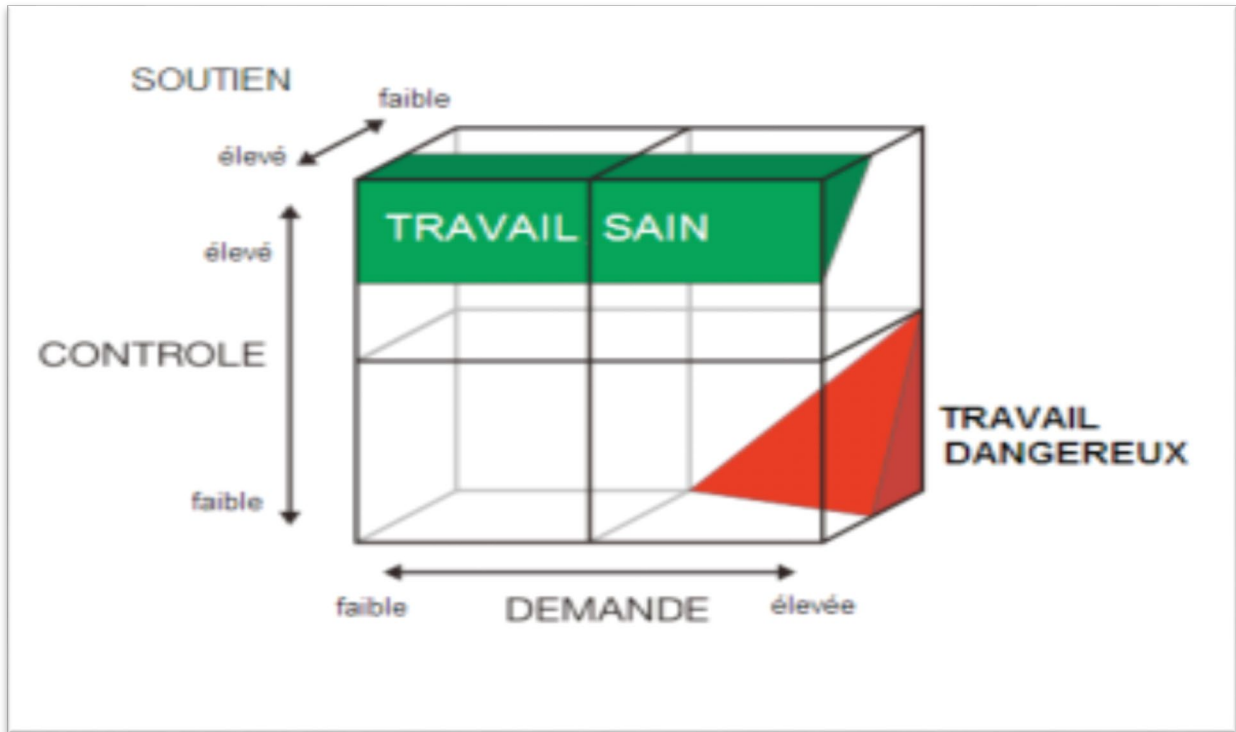 SOUTIEN
faible
élevé
élevé
TRAVAIL SAIN
CONTROLE
TRAVAIL
DANGEREUX
faible
faible
DEMANDE
élevée